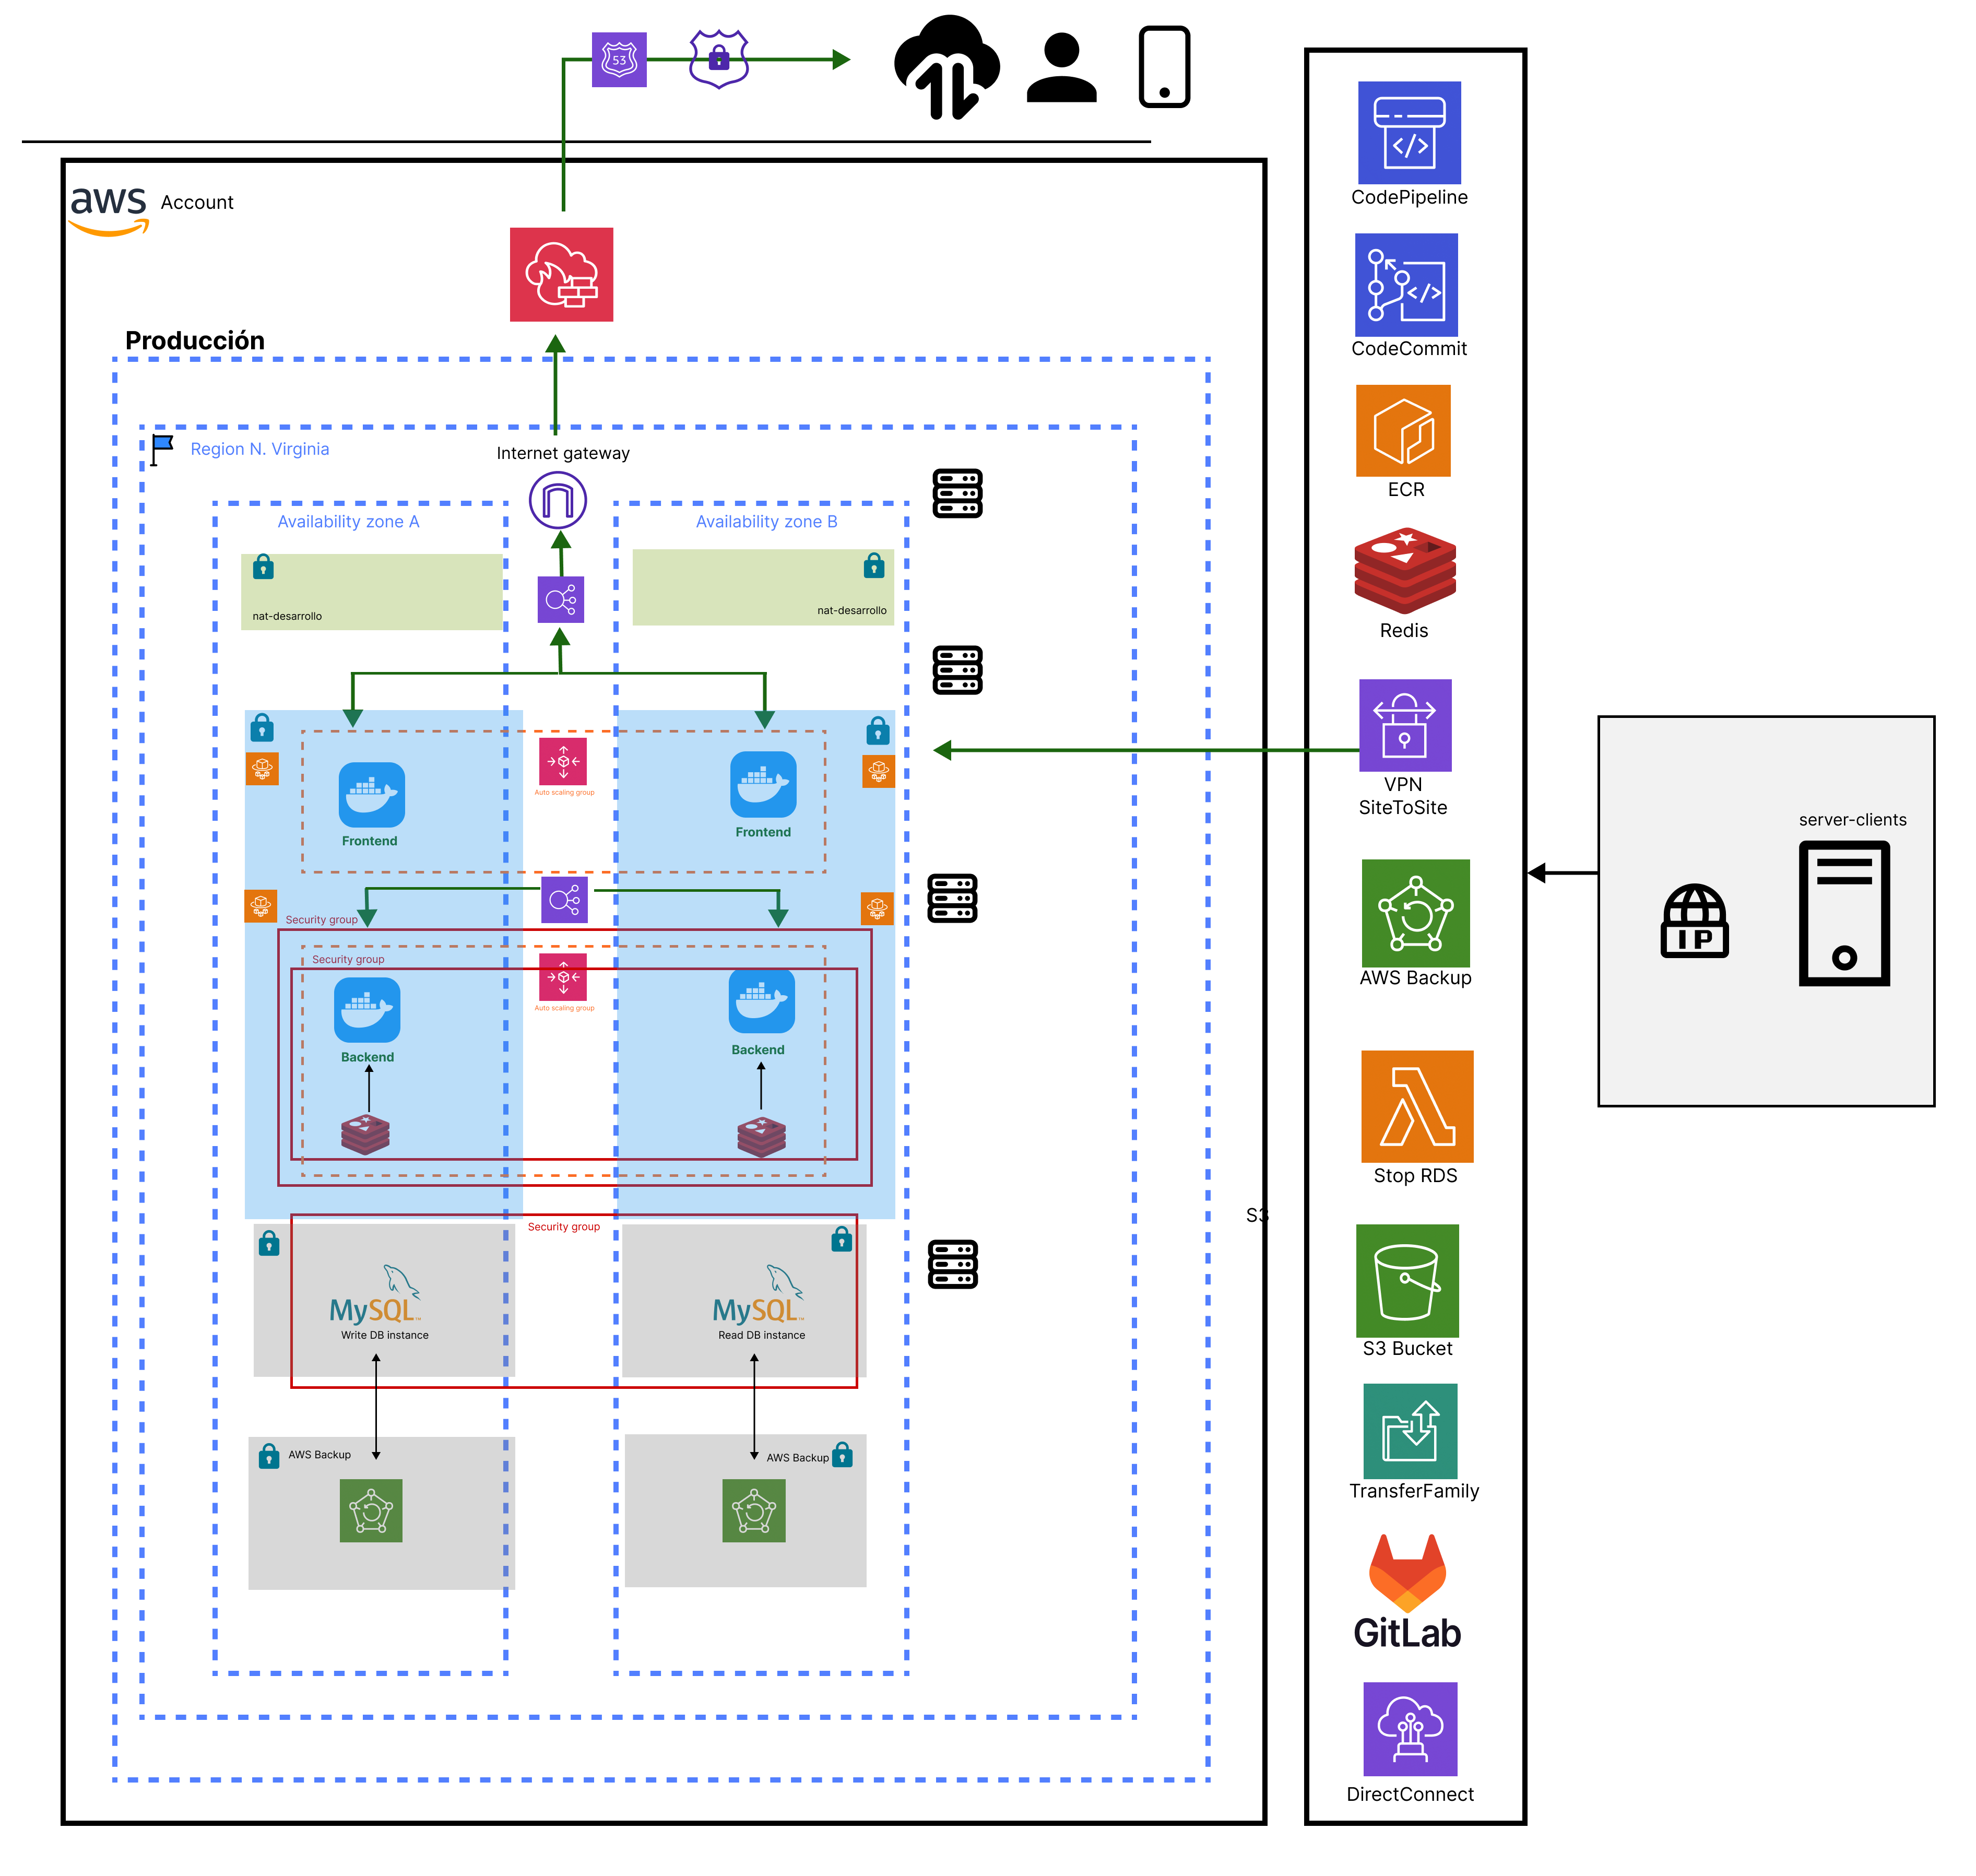 53
aws
Account
Producción
Region N. Virginia
Internet gateway
Availability zone A
Availability zone B
nat-desarrollo
nat-desarrollo
Auto scaling group
Frontend
Frontend
Security group
Security group
Auto scaling group
Backend
Backend
Security group
MySQL™
Write DB instance
MySQL™
Read DB instance
AWS Backup
AWS Backup
S3
CodePipeline
CodeCommit
ECR
Redis
VPN
SiteToSite
AWS Backup
Stop RDS
S3 Bucket
TransferFamily
GitLab
DirectConnect
server-clients
IP